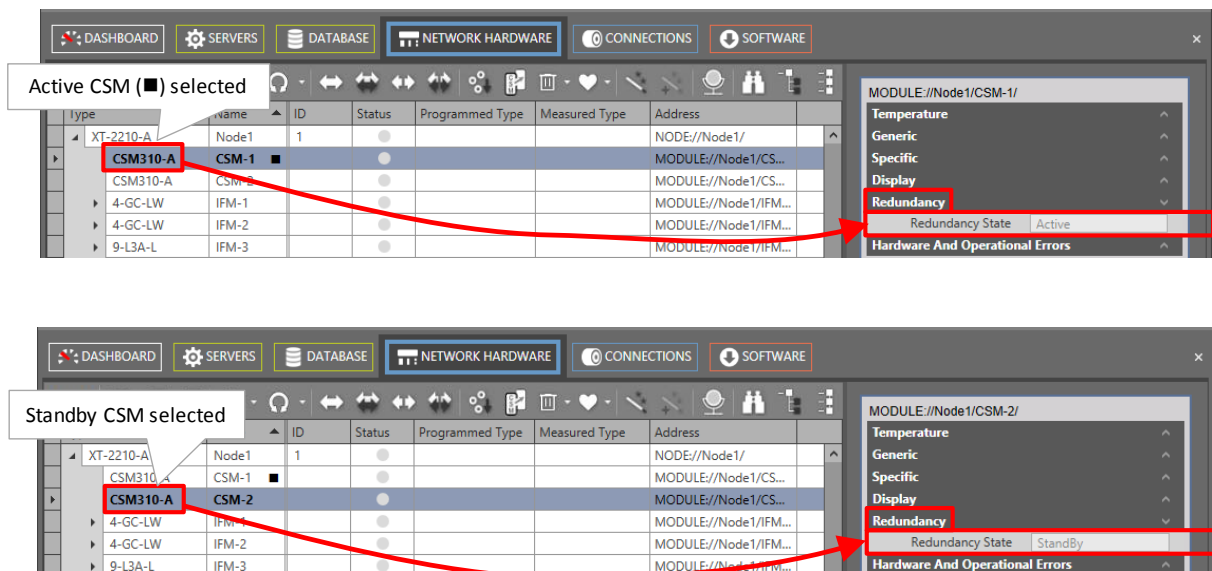 DASHBOARD SERVERS DATABASE NETWORK HARDWARE CONNECTIONS SOFTWARE ×
Active CSM (■) selected
MODULE://Node1/CSM-1/
Type Name ID Status Programmed Type Measured Type Address
Temperature
XT-2210-A Node1 1 NODE://Node1/
Generic
CSM310-A CSM-1 ■ MODULE://Node1/CS...
Specific
CSM310-A CSM-2 MODULE://Node1/CS...
Display
4-GC-LW IFM-1 MODULE://Node1/IFM...
Redundancy
4-GC-LW IFM-2 MODULE://Node1/IFM...
Redundancy State Active
9-L3A-L IFM-3 MODULE://Node1/IFM...
Hardware And Operational Errors
DASHBOARD SERVERS DATABASE NETWORK HARDWARE CONNECTIONS SOFTWARE ×
Standby CSM selected
MODULE://Node1/CSM-2/
ID Status Programmed Type Measured Type Address
Temperature
XT-2210-A Node1 1 NODE://Node1/
Generic
CSM310-A CSM-1 ■ MODULE://Node1/CS...
Specific
CSM310-A CSM-2 MODULE://Node1/CS...
Display
4-GC-LW IFM-1 MODULE://Node1/IFM...
Redundancy
4-GC-LW IFM-2 MODULE://Node1/IFM...
Redundancy State StandBy
9-L3A-L IFM-3 MODULE://Node1/IFM...
Hardware And Operational Errors